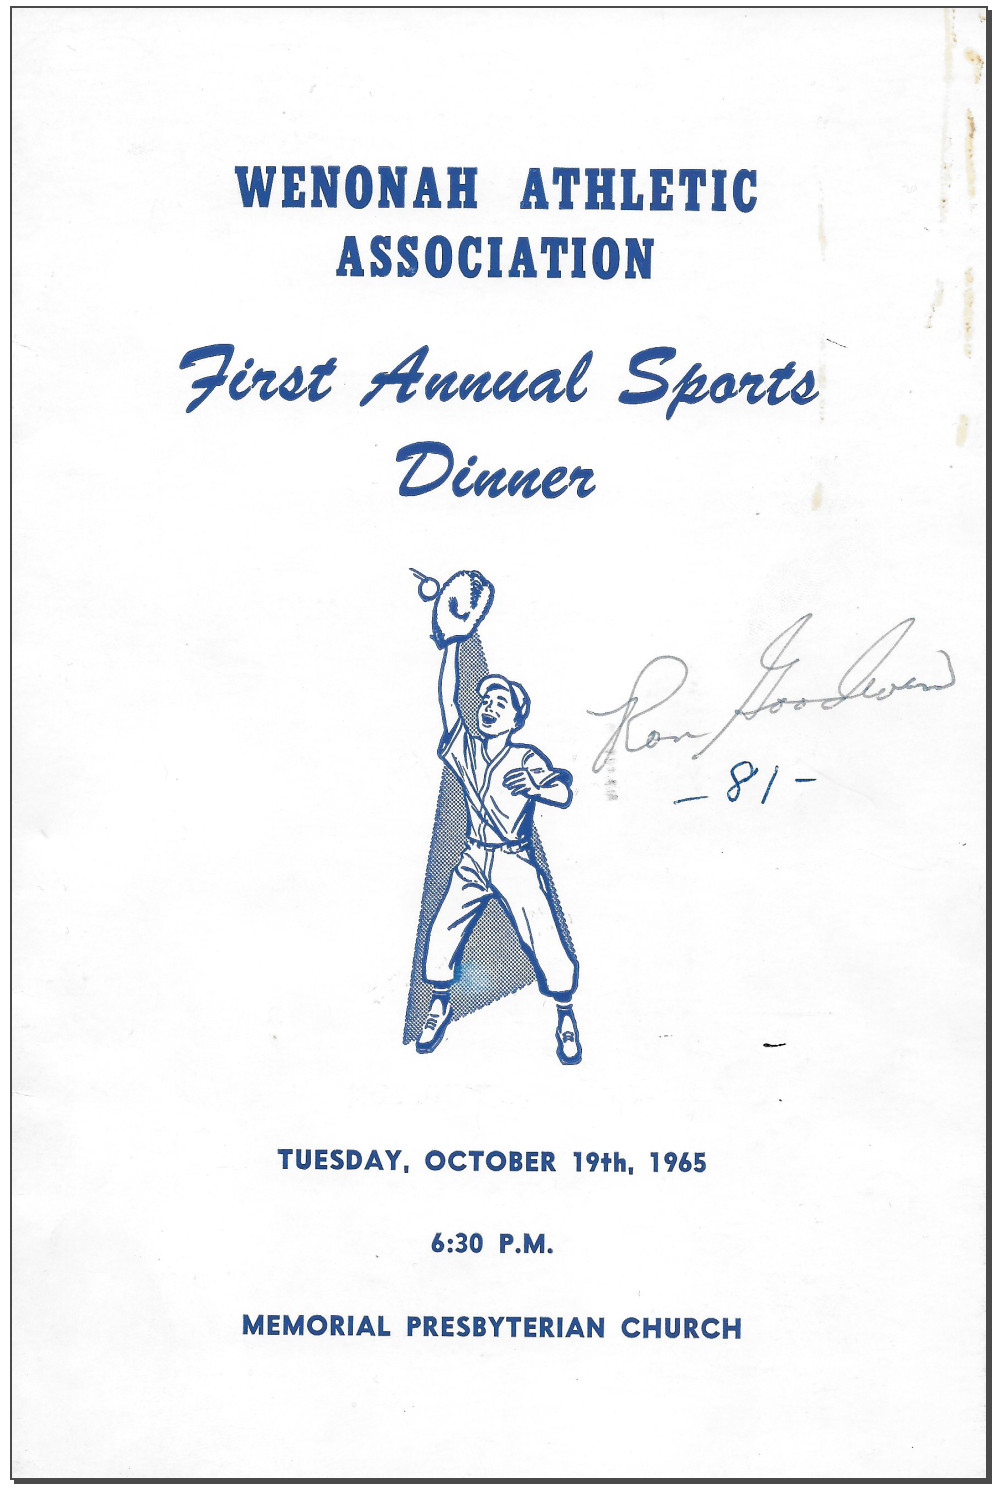 WENONAH ATHLETIC
ASSOCIATION
First Annual Sports
Dinner
Ron Goodwin
-81-
TUESDAY, OCTOBER 19th, 1965
6:30 P.M.
MEMORIAL PRESBYTERIAN CHURCH